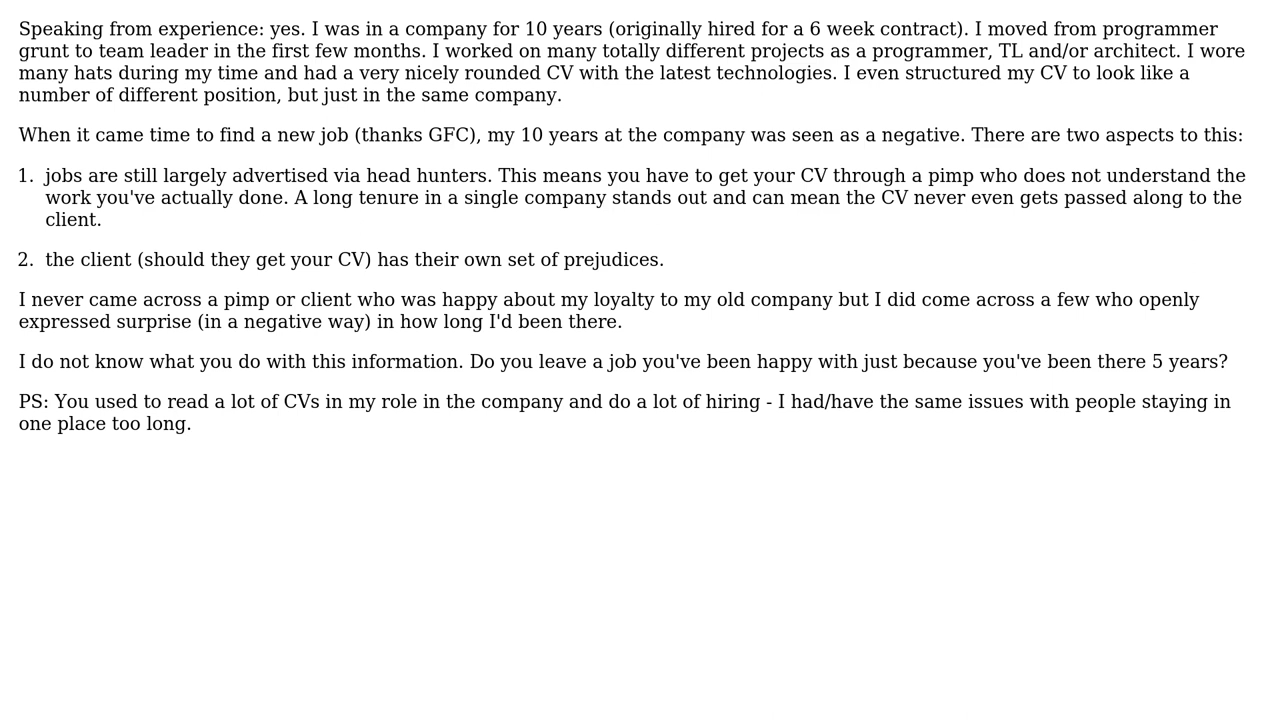 Speaking from experience: yes. I was in a company for 10 years (originally hired for a 6 week contract). I moved from programmer
grunt to team leader in the first few months. I worked on many totally different projects as a programmer, TL and/or architect. I wore
many hats during my time and had a very nicely rounded CV with the latest technologies. I even structured my CV to look like a
number of different position, but just in the same company.
When it came time to find a new job (thanks GFC), my 10 years at the company was seen as a negative. There are two aspects to this:
1. jobs are still largely advertised via head hunters. This means you have to get your CV through a pimp who does not understand the
work you've actually done. A long tenure in a single company stands out and can mean the CV never even gets passed along to the
client.
2. the client (should they get your CV) has their own set of prejudices.
I never came across a pimp or client who was happy about my loyalty to my old company but I did come across a few who openly
expressed surprise (in a negative way) in how long I'd been there.
I do not know what you do with this information. Do you leave a job you've been happy with just because you've been there 5 years?
PS: You used to read a lot of CVs in my role in the company and do a lot of hiring - I had/have the same issues with people staying in
one place too long.